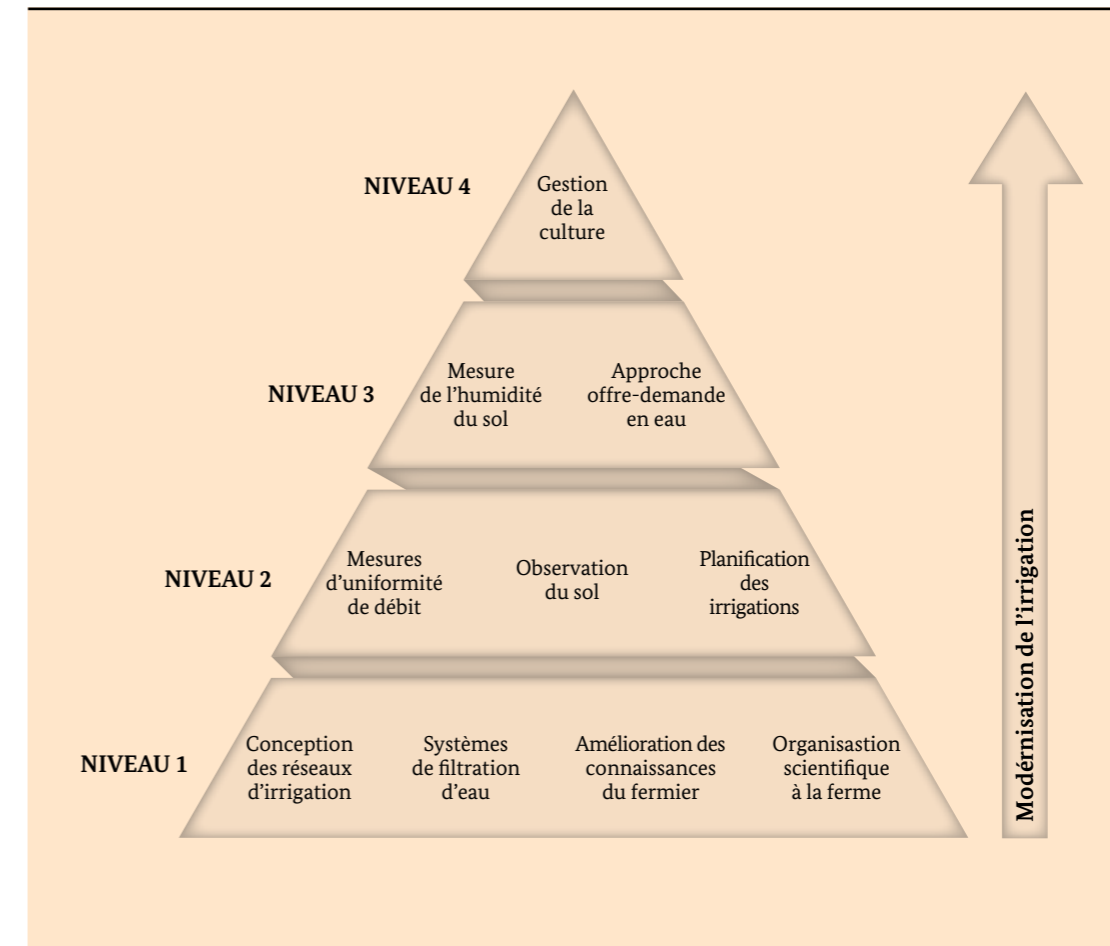 NIVEAU 4
Gestion
de la
culture
NIVEAU 3
Mesure
de l'humidité
du sol
Approche
offre-demande
en eau
NIVEAU 2
Mesures
d'uniformité
de débit
Observation
du sol
Planification
des
irrigations
NIVEAU 1
Conception
des réseaux
d'irrigation
Systèmes
de filtration
d'eau
Amélioration des
connaissances
du fermier
Organisastion
scientifique
à la ferme
Modérnisation de l'irrigation